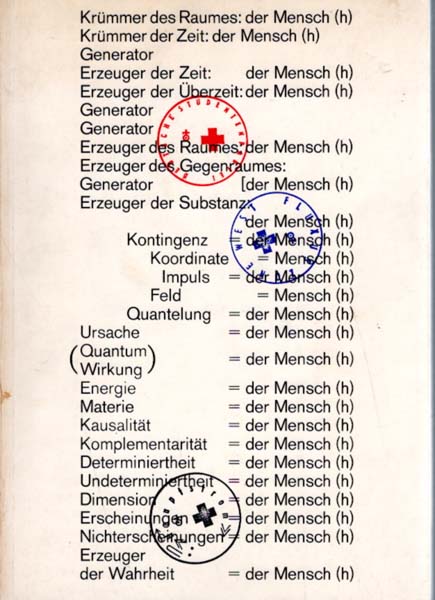 Krümmer des Raumes: der Mensch (h)
Krümmer der Zeit: der Mensch (h)
Generator
Erzeuger der Zeit: der Mensch (h)
Erzeuger der Überzeit: der Mensch (h)
Generator
Generator
Erzeuger des Raumes: der Mensch (h)
Erzeuger des Gegenraumes:
Generator [der Mensch (h)
Erzeuger der Substanz:
der Mensch (h)
Kontingenz = der Mensch (h)
Koordinate = Mensch (h)
Impuls = der Mensch (h)
Feld = Mensch (h)
Quantelung = der Mensch (h)
Ursache = der Mensch (h)
(Quantum
Wirkung) = der Mensch (h)
Energie = der Mensch (h)
Materie = der Mensch (h)
Kausalität = der Mensch (h)
Komplementarität = der Mensch (h)
Determiniertheit = der Mensch (h)
Undeterminiertheit = der Mensch (h)
Dimension = der Mensch (h)
Erscheinungen = der Mensch (h)
Nichterscheinungen = der Mensch (h)
Erzeuger
der Wahrheit = der Mensch (h)
DEUTSCHE STUDENTENPARTEI
FLUXUS
WEST